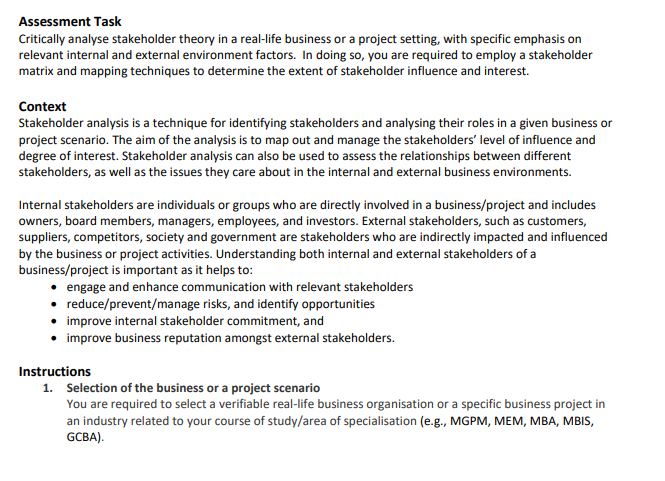 Assessment Task
Critically analyse stakeholder theory in a real-life business or a project setting, with specific emphasis on
relevant internal and external environment factors.  In doing so, you are required to employ a stakeholder
matrix and mapping techniques to determine the extent of stakeholder influence and interest.
Context
Stakeholder analysis is a technique for identifying stakeholders and analysing their roles in a given business or
project scenario. The aim of the analysis is to map out and manage the stakeholders’ level of influence and
degree of interest. Stakeholder analysis can also be used to assess the relationships between different
stakeholders, as well as the issues they care about in the internal and external business environments.
Internal stakeholders are individuals or groups who are directly involved in a business/project and includes
owners, board members, managers, employees, and investors. External stakeholders, such as customers,
suppliers, competitors, society and government are stakeholders who are indirectly impacted and influenced
by the business or project activities. Understanding both internal and external stakeholders of a
business/project is important as it helps to:
• engage and enhance communication with relevant stakeholders
• reduce/prevent/manage risks, and identify opportunities
• improve internal stakeholder commitment, and
• improve business reputation amongst external stakeholders.
Instructions
1. Selection of the business or a project scenario
You are required to select a verifiable real-life business organisation or a specific business project in
an industry related to your course of study/area of specialisation (e.g., MGPM, MEM, MBA, MBIS,
GCBA).